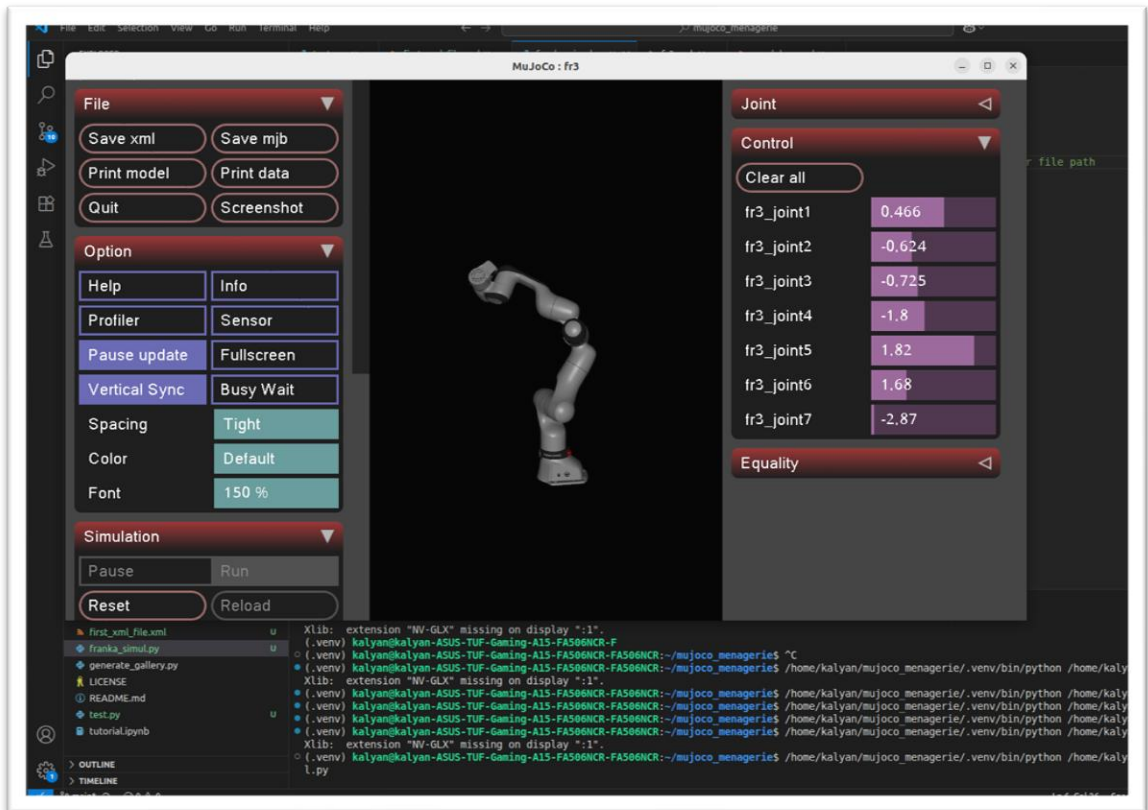 File Edit Selection View Go Run Terminal Help
mujoco_menagerie
MuJoCo : fr3
File
Save xml Save mjb
Print model Print data
Quit Screenshot
Option
Help Info
Profiler Sensor
Pause update Fullscreen
Vertical Sync Busy Wait
Spacing Tight
Color Default
Font 150 %
Simulation
Pause Run
Reset Reload
Joint
Control
Clear all
fr3_joint1 0.466
fr3_joint2 -0.624
fr3_joint3 -0.725
fr3_joint4 -1.8
fr3_joint5 1.82
fr3_joint6 1.68
fr3_joint7 -2.87
Equality
r file path
first_xml_file.xml U
franka_simul.py U
generate_gallery.py
LICENSE
README.md
test.py U
tutorial.ipynb
OUTLINE
TIMELINE
Xlib: extension "NV-GLX" missing on display ":1".
(.venv) kalyan@kalyan-ASUS-TUF-Gaming-A15-FA506NCR-F
(.venv) kalyan@kalyan-ASUS-TUF-Gaming-A15-FA506NCR-FA506NCR:~/mujoco_menagerie$ ^C
(.venv) kalyan@kalyan-ASUS-TUF-Gaming-A15-FA506NCR-FA506NCR:~/mujoco_menagerie$ /home/kalyan/mujoco_menagerie/.venv/bin/python /home/kaly
Xlib: extension "NV-GLX" missing on display ":1".
(.venv) kalyan@kalyan-ASUS-TUF-Gaming-A15-FA506NCR-FA506NCR:~/mujoco_menagerie$ /home/kalyan/mujoco_menagerie/.venv/bin/python /home/kaly
(.venv) kalyan@kalyan-ASUS-TUF-Gaming-A15-FA506NCR-FA506NCR:~/mujoco_menagerie$ /home/kalyan/mujoco_menagerie/.venv/bin/python /home/kaly
(.venv) kalyan@kalyan-ASUS-TUF-Gaming-A15-FA506NCR-FA506NCR:~/mujoco_menagerie$ /home/kalyan/mujoco_menagerie/.venv/bin/python /home/kaly
(.venv) kalyan@kalyan-ASUS-TUF-Gaming-A15-FA506NCR-FA506NCR:~/mujoco_menagerie$ /home/kalyan/mujoco_menagerie/.venv/bin/python /home/kaly
Xlib: extension "NV-GLX" missing on display ":1".
(.venv) kalyan@kalyan-ASUS-TUF-Gaming-A15-FA506NCR-FA506NCR:~/mujoco_menagerie$ /home/kalyan/mujoco_menagerie/.venv/bin/python /home/kaly
l.py